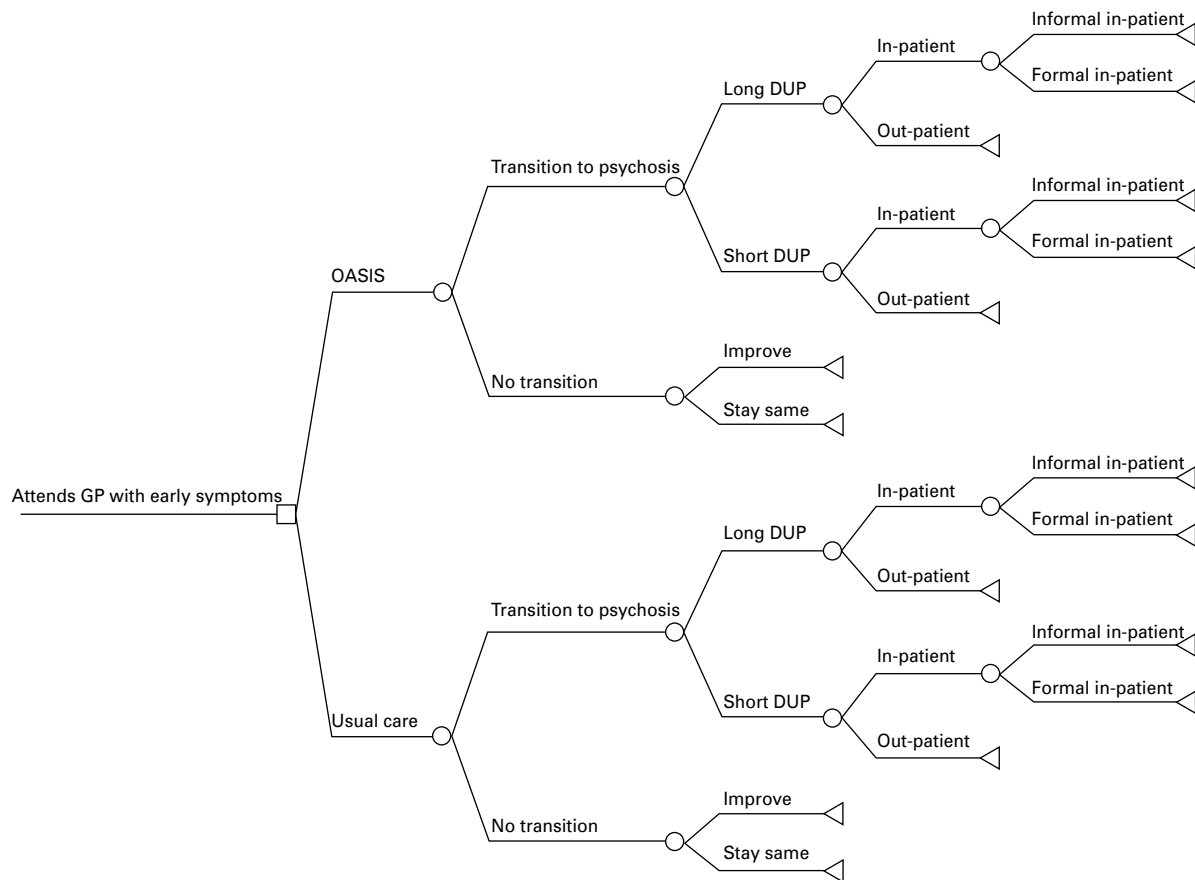 Informal in-patient
In-patient
Formal in-patient
Long DUP
Out-patient
Transition to psychosis
Informal in-patient
In-patient
Formal in-patient
Short DUP
Out-patient
OASIS
Improve
No transition
Stay same
Attends GP with early symptoms
Informal in-patient
In-patient
Formal in-patient
Long DUP
Out-patient
Transition to psychosis
Informal in-patient
In-patient
Formal in-patient
Short DUP
Out-patient
Usual care
Improve
No transition
Stay same